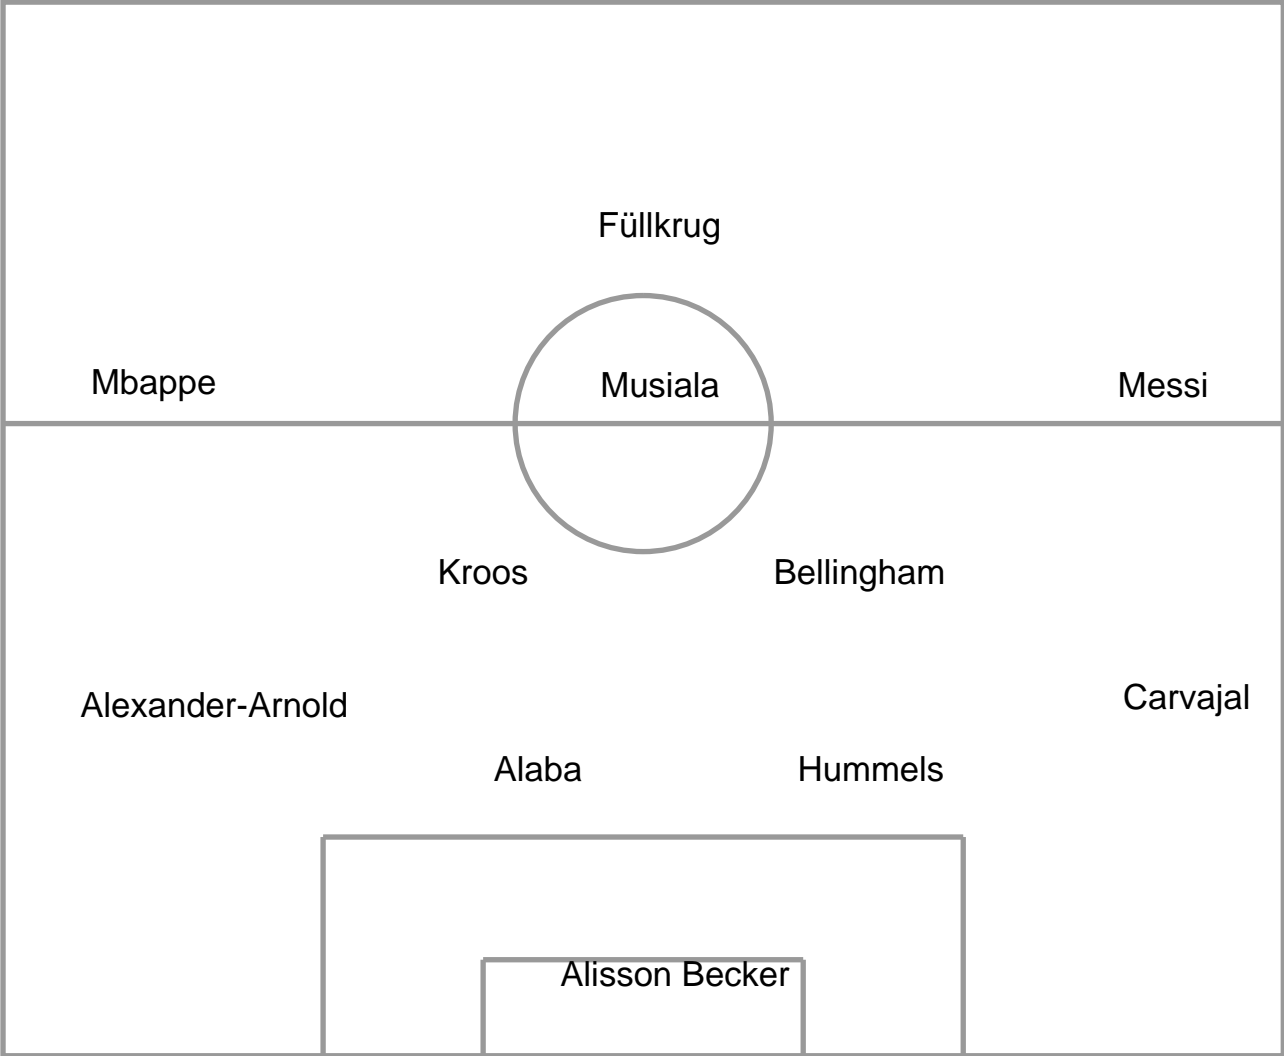 Füllkrug
Mbappe Musiala Messi
Kroos Bellingham
Alexander-Arnold Carvajal
Alaba Hummels
Alisson Becker